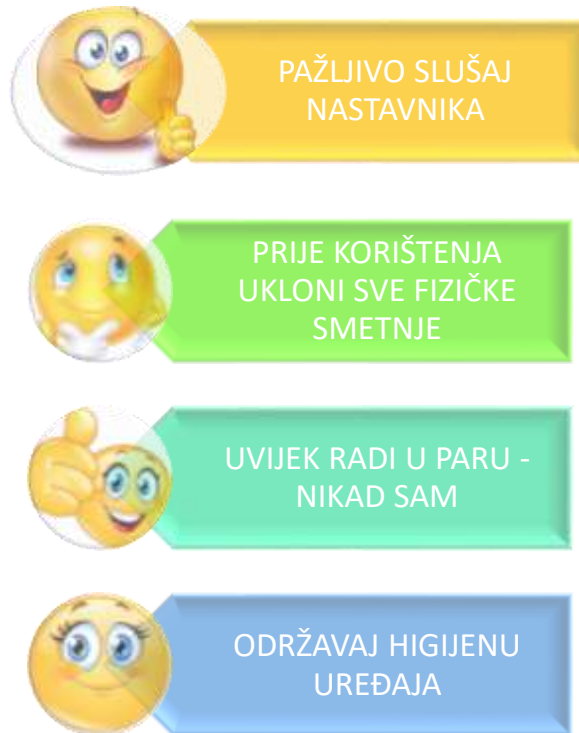 PAŽLJIVO SLUŠAJ
NASTAVNIKA
PRIJE KORIŠTENJA
UKLONI SVE FIZIČKE
SMETNJE
UVIJEK RADI U PARU -
NIKAD SAM
ODRŽAVAJ HIGIJENU
UREĐAJA